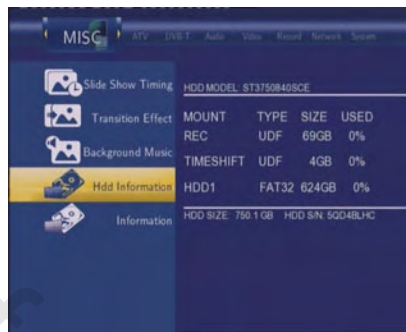 MISC ATV DVB-T Audio Video Record Network System
Slide Show Timing
Transition Effect
Background Music
Hdd Information
Information
HDD MODEL: ST3750840SCE
MOUNT TYPE SIZE USED
REC UDF 69GB 0%
TIMESHIFT UDF 4GB 0%
HDD1 FAT32 624GB 0%
HDD SIZE: 750.1 GB HDD S/N: 5QD4BLHC